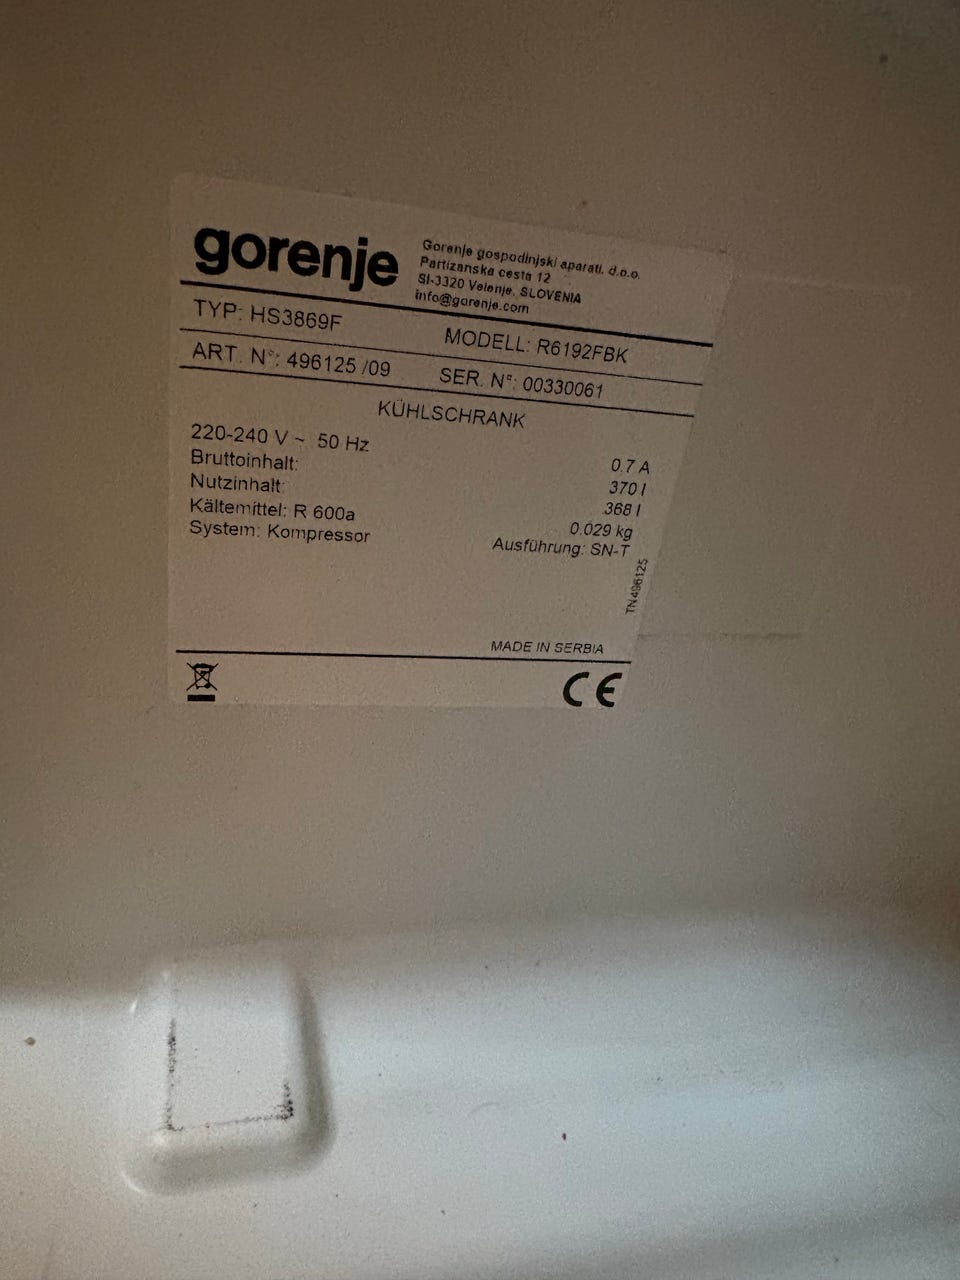 gorenje
Gorenje gospodinjski aparati, d.o.o.
Partizanska cesta 12
SI-3320 Velenje, SLOVENIA
info@gorenje.com
TYP: HS3869F MODELL: R6192FBK
ART. N°: 496125 /09 SER. N°: 00330061
KÜHLSCHRANK
220-240 V ~ 50 Hz 0.7 A
Bruttoinhalt: 370 l
Nutzinhalt: 368 l
Kältemittel: R 600a 0.029 kg
System: Kompressor Ausführung: SN-T
TN496125
MADE IN SERBIA
CE